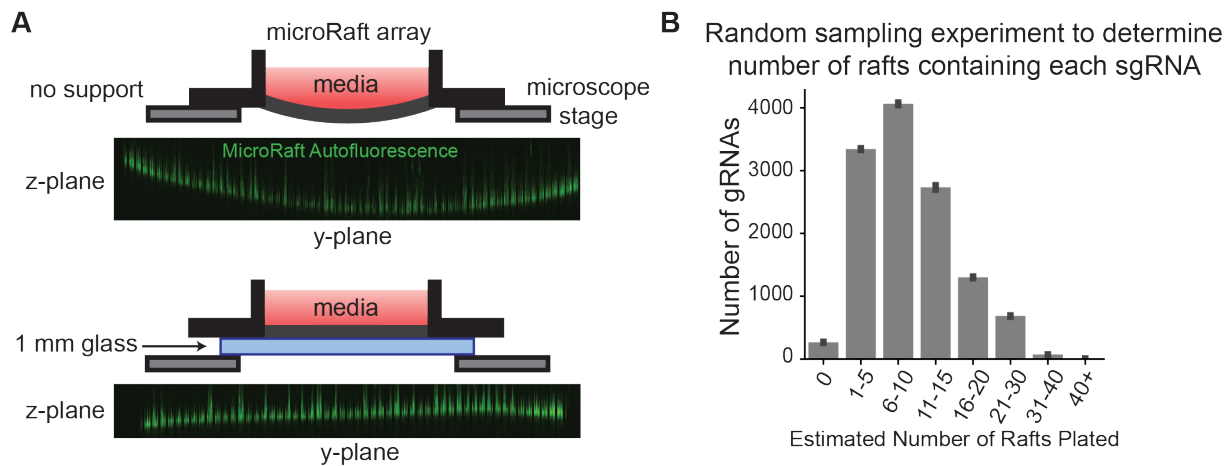 A
microRaft array
no support
media
microscope
stage
MicroRaft Autofluorescence
z-plane
y-plane
media
1 mm glass
z-plane
y-plane
B
Random sampling experiment to determine
number of rafts containing each sgRNA
Number of gRNAs
4000
3000
2000
1000
0
0
1-5
6-10
11-15
16-20
21-30
31-40
40+
Estimated Number of Rafts Plated